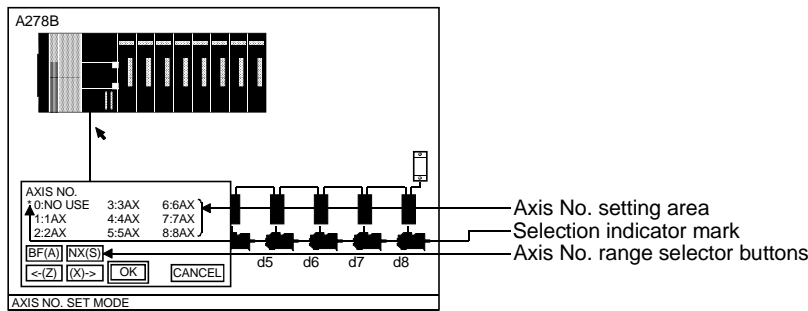 A278B
AXIS NO.
*0:NO USE 3:3AX 6:6AX
1:1AX 4:4AX 7:7AX
2:2AX 5:5AX 8:8AX
BF(A) NX(S)
<-(Z) (X)-> OK CANCEL
d5 d6 d7 d8
AXIS NO. SET MODE
Axis No. setting area
Selection indicator mark
Axis No. range selector buttons